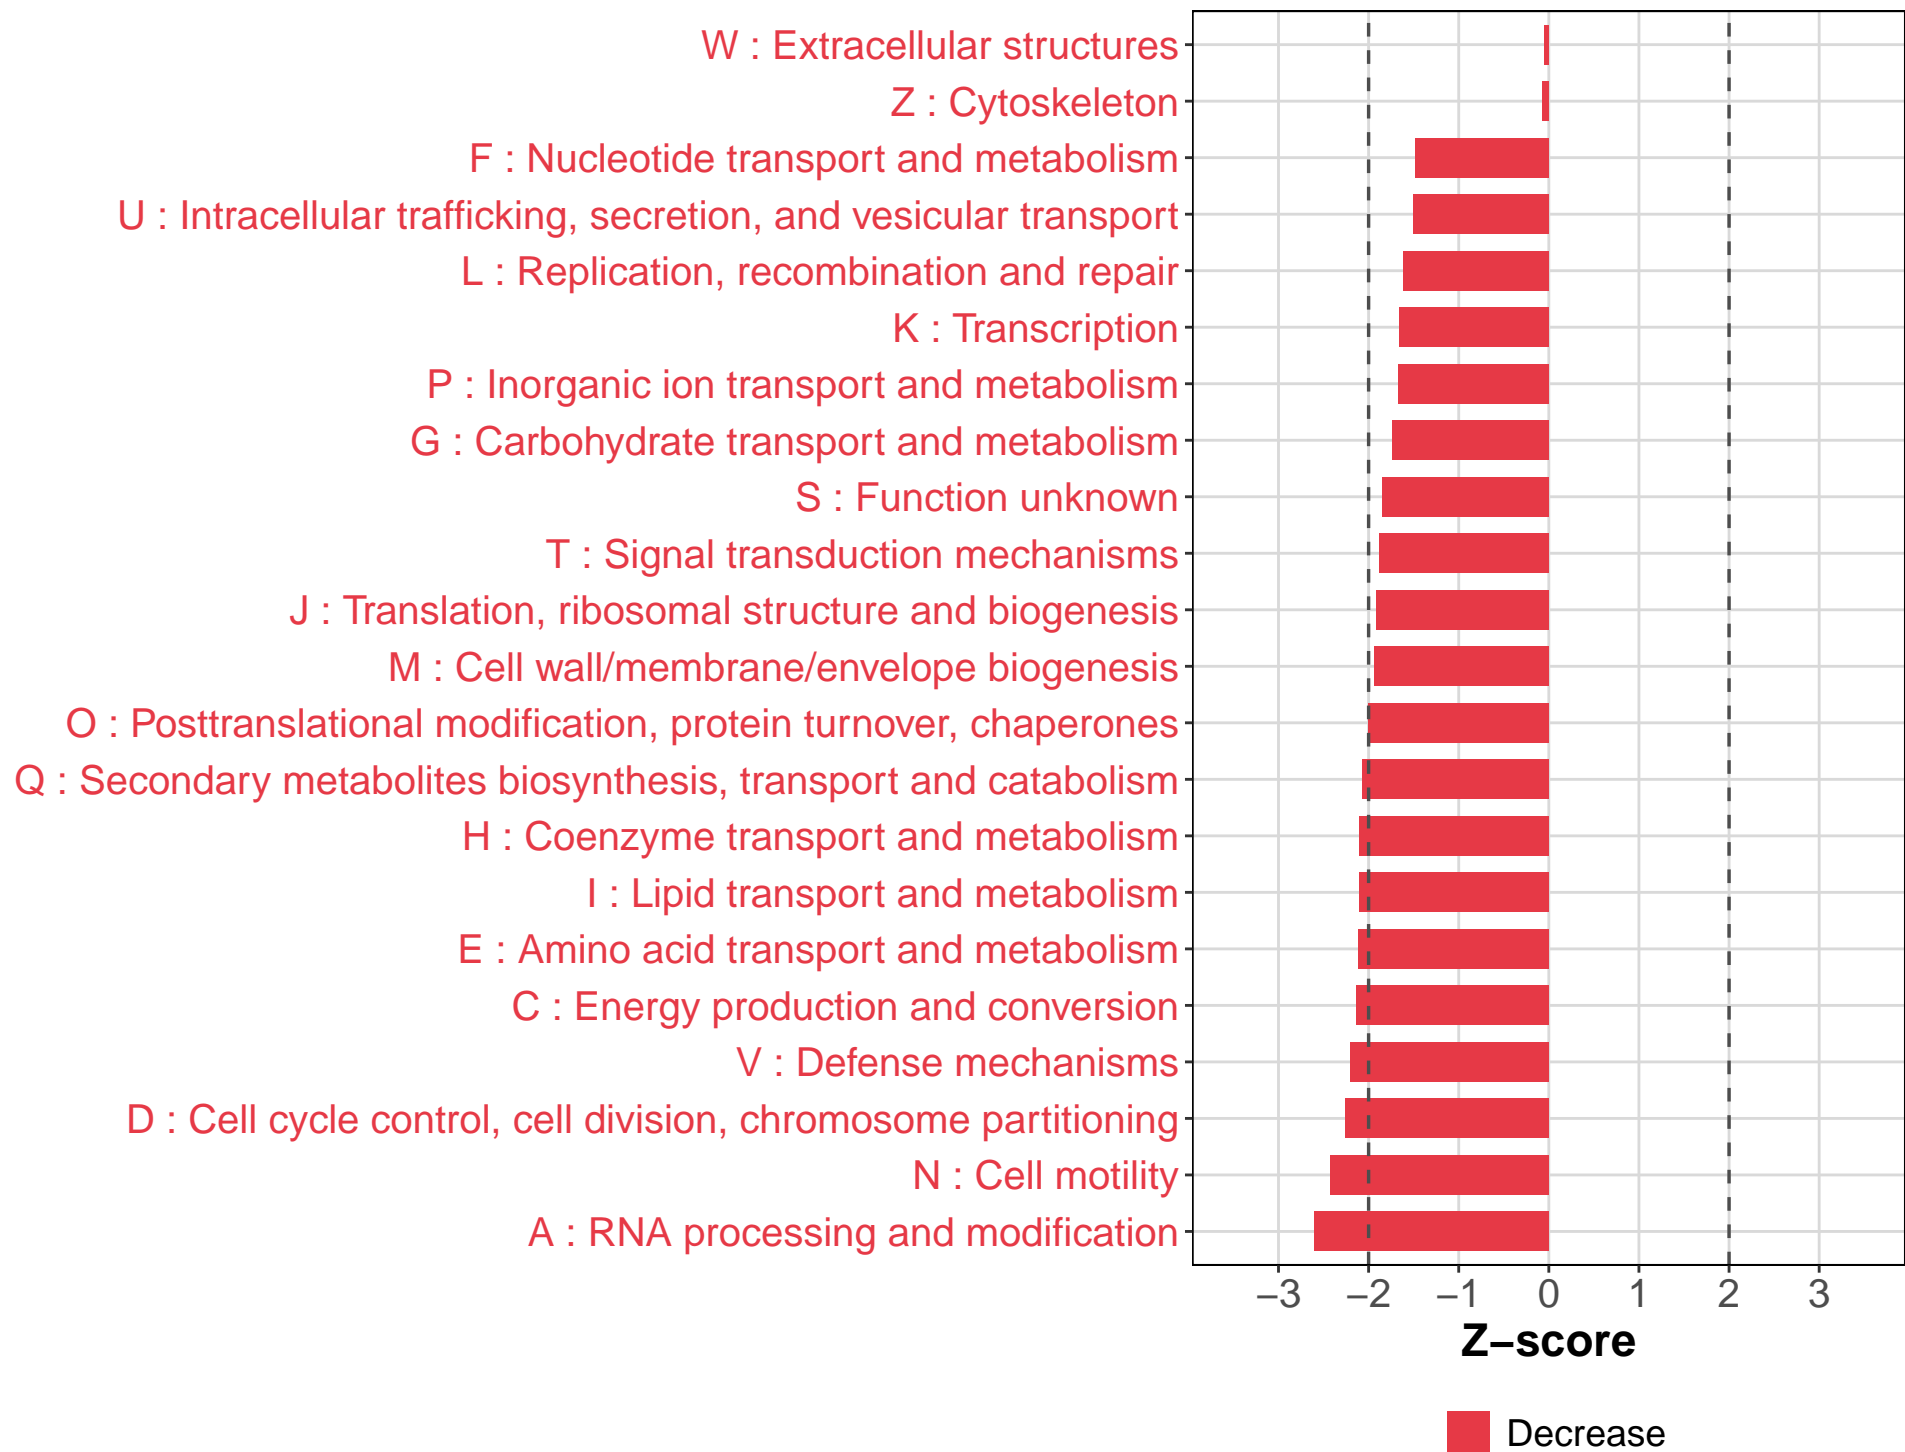 W : Extracellular structures
Z : Cytoskeleton
F : Nucleotide transport and metabolism
U : Intracellular trafficking, secretion, and vesicular transport
L : Replication, recombination and repair
K : Transcription
P : Inorganic ion transport and metabolism
G : Carbohydrate transport and metabolism
S : Function unknown
T : Signal transduction mechanisms
J : Translation, ribosomal structure and biogenesis
M : Cell wall/membrane/envelope biogenesis
O : Posttranslational modification, protein turnover, chaperones
Q : Secondary metabolites biosynthesis, transport and catabolism
H : Coenzyme transport and metabolism
I : Lipid transport and metabolism
E : Amino acid transport and metabolism
C : Energy production and conversion
V : Defense mechanisms
D : Cell cycle control, cell division, chromosome partitioning
N : Cell motility
A : RNA processing and modification
−3 −2 −1 0 1 2 3
Z−score
Decrease